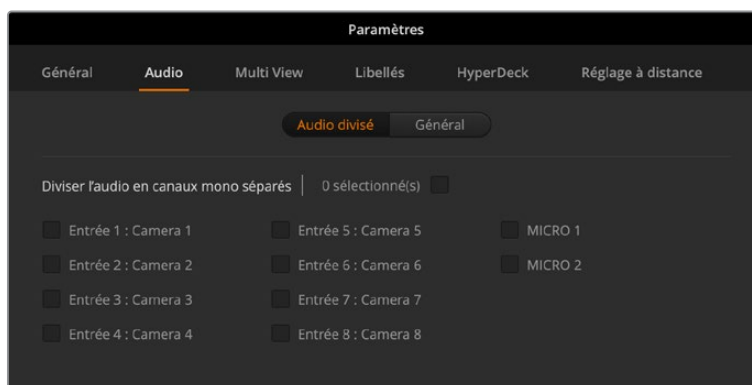 Paramètres
Général Audio Multi View Libellés HyperDeck Réglage à distance
Audio divisé Général
Diviser l’audio en canaux mono séparés 0 sélectionné(s)
Entrée 1 : Camera 1 Entrée 5 : Camera 5 MICRO 1
Entrée 2 : Camera 2 Entrée 6 : Camera 6 MICRO 2
Entrée 3 : Camera 3 Entrée 7 : Camera 7
Entrée 4 : Camera 4 Entrée 8 : Camera 8